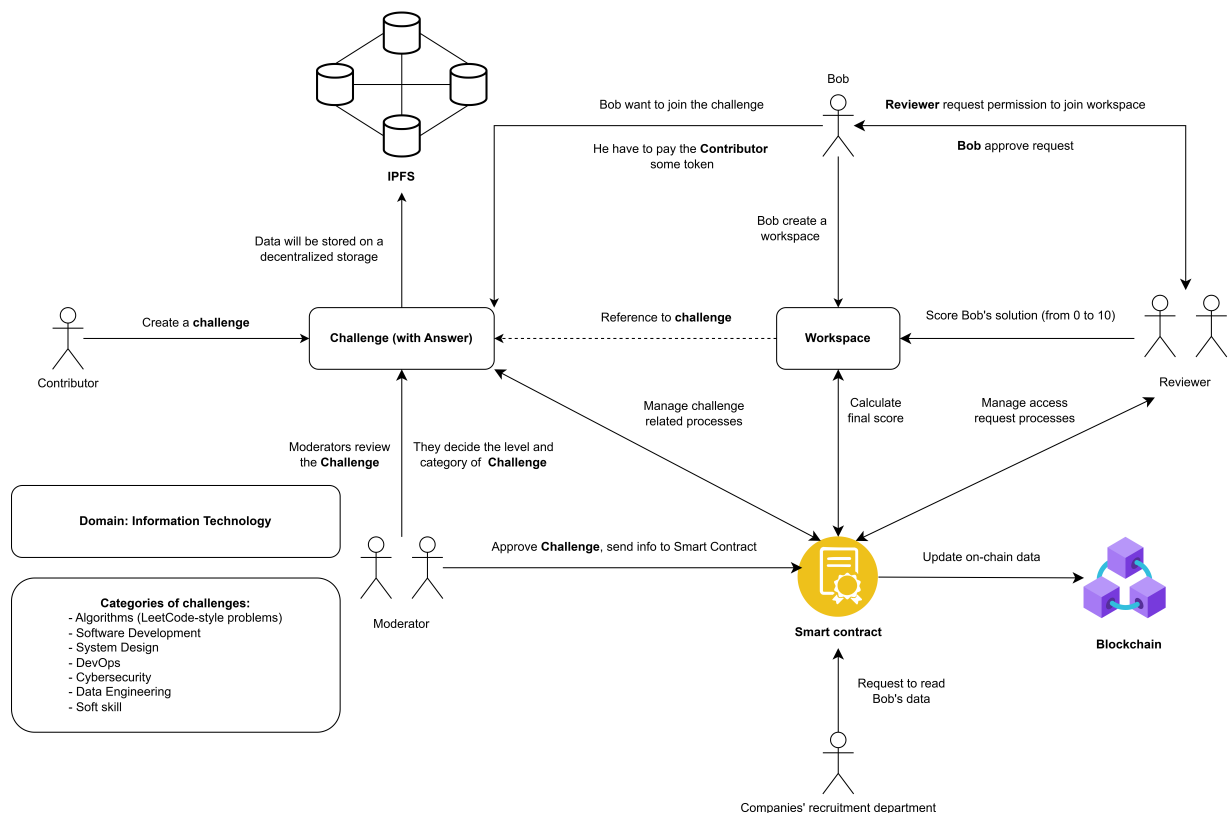 Bob
Bob want to join the challenge
Reviewer request permission to join workspace
He have to pay the Contributor
some token
Bob approve request
IPFS
Bob create a
workspace
Data will be stored on a
decentralized storage
Create a challenge
Challenge (with Answer)
Reference to challenge
Workspace
Score Bob's solution (from 0 to 10)
Contributor
Reviewer
Manage challenge
related processes
Calculate
final score
Manage access
request processes
Moderators review
the Challenge
They decide the level and
category of Challenge
Domain: Information Technology
Approve Challenge, send info to Smart Contract
Update on-chain data
Categories of challenges:
- Algorithms (LeetCode-style problems)
- Software Development
- System Design
- DevOps
- Cybersecurity
- Data Engineering
- Soft skill
Moderator
Smart contract
Blockchain
Request to read
Bob's data
Companies' recruitment department